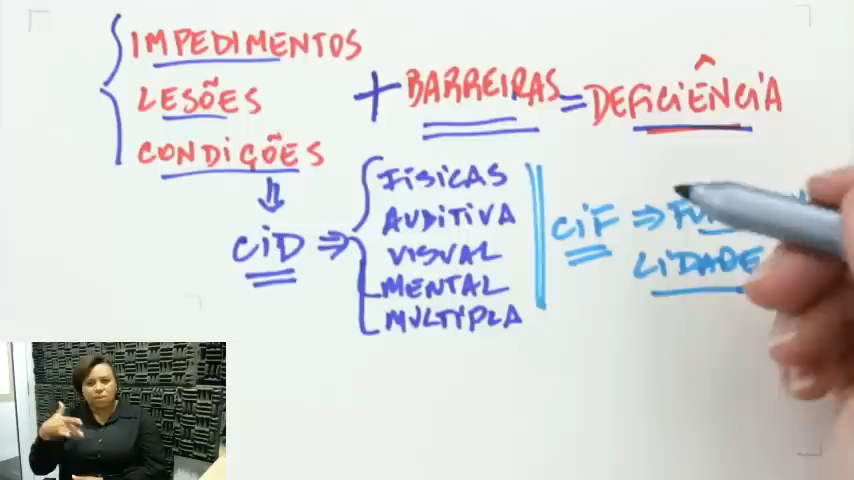 IMPEDIMENTOS
LESÕES
CONDIÇÕES
+ BARREIRAS = DEFICIÊNCIA
⇓
CID ⇒
FÍSICAS
AUDITIVA
VISUAL
MENTAL
MÚLTIPLA
CIF ⇒
LIDADE